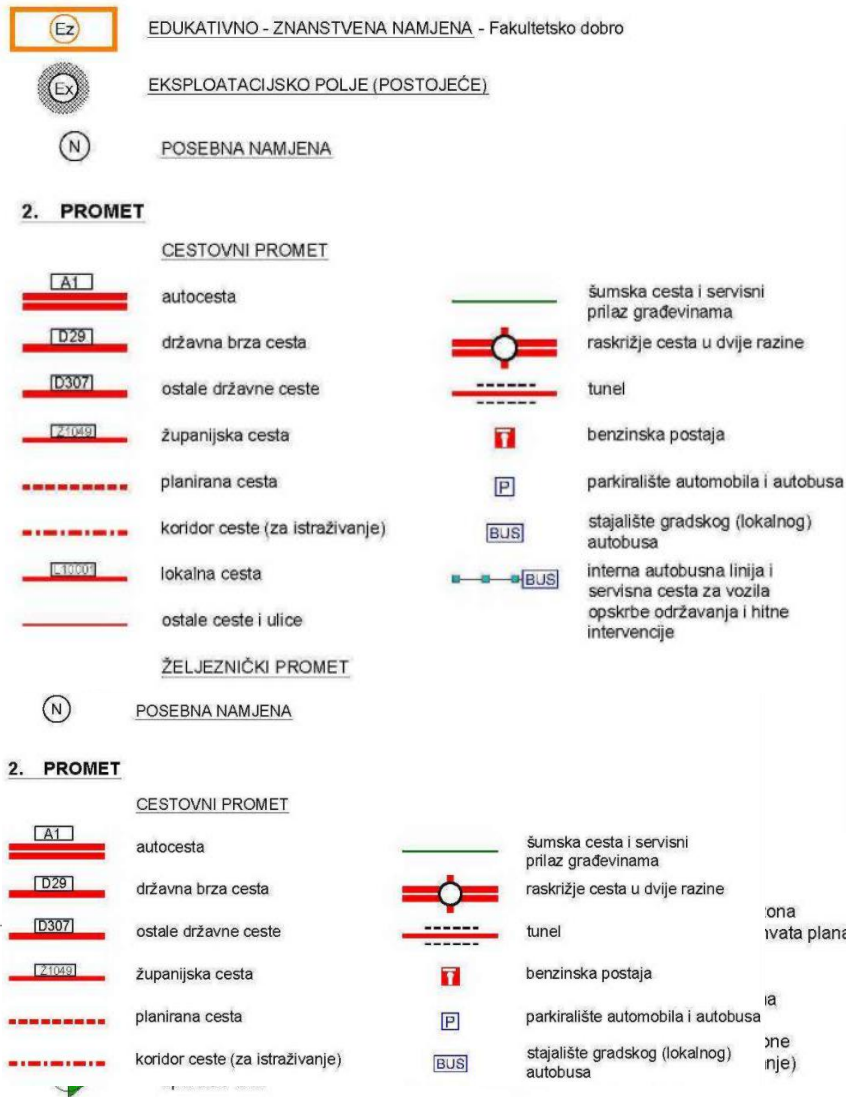 Ez EDUKATIVNO - ZNANSTVENA NAMJENA - Fakultetsko dobro
Ex EKSPLOATACIJSKO POLJE (POSTOJEĆE)
N POSEBNA NAMJENA
2. PROMET
CESTOVNI PROMET
A1 autocesta
D29 državna brza cesta
D307 ostale državne ceste
Z1049 županijska cesta
planirana cesta
koridor ceste (za istraživanje)
L10001 lokalna cesta
ostale ceste i ulice
šumska cesta i servisni
prilaz građevinama
raskrižje cesta u dvije razine
tunel
benzinska postaja
P parkiralište automobila i autobusa
BUS stajalište gradskog (lokalnog)
autobusa
BUS interna autobusna linija i
servisna cesta za vozila
opskrbe održavanja i hitne
intervencije
ŽELJEZNIČKI PROMET
N POSEBNA NAMJENA
2. PROMET
CESTOVNI PROMET
A1 autocesta
D29 državna brza cesta
D307 ostale državne ceste
Z1049 županijska cesta
planirana cesta
koridor ceste (za istraživanje)
šumska cesta i servisni
prilaz građevinama
raskrižje cesta u dvije razine
tunel
benzinska postaja
P parkiralište automobila i autobusa
BUS stajalište gradskog (lokalnog)
autobusa
plana